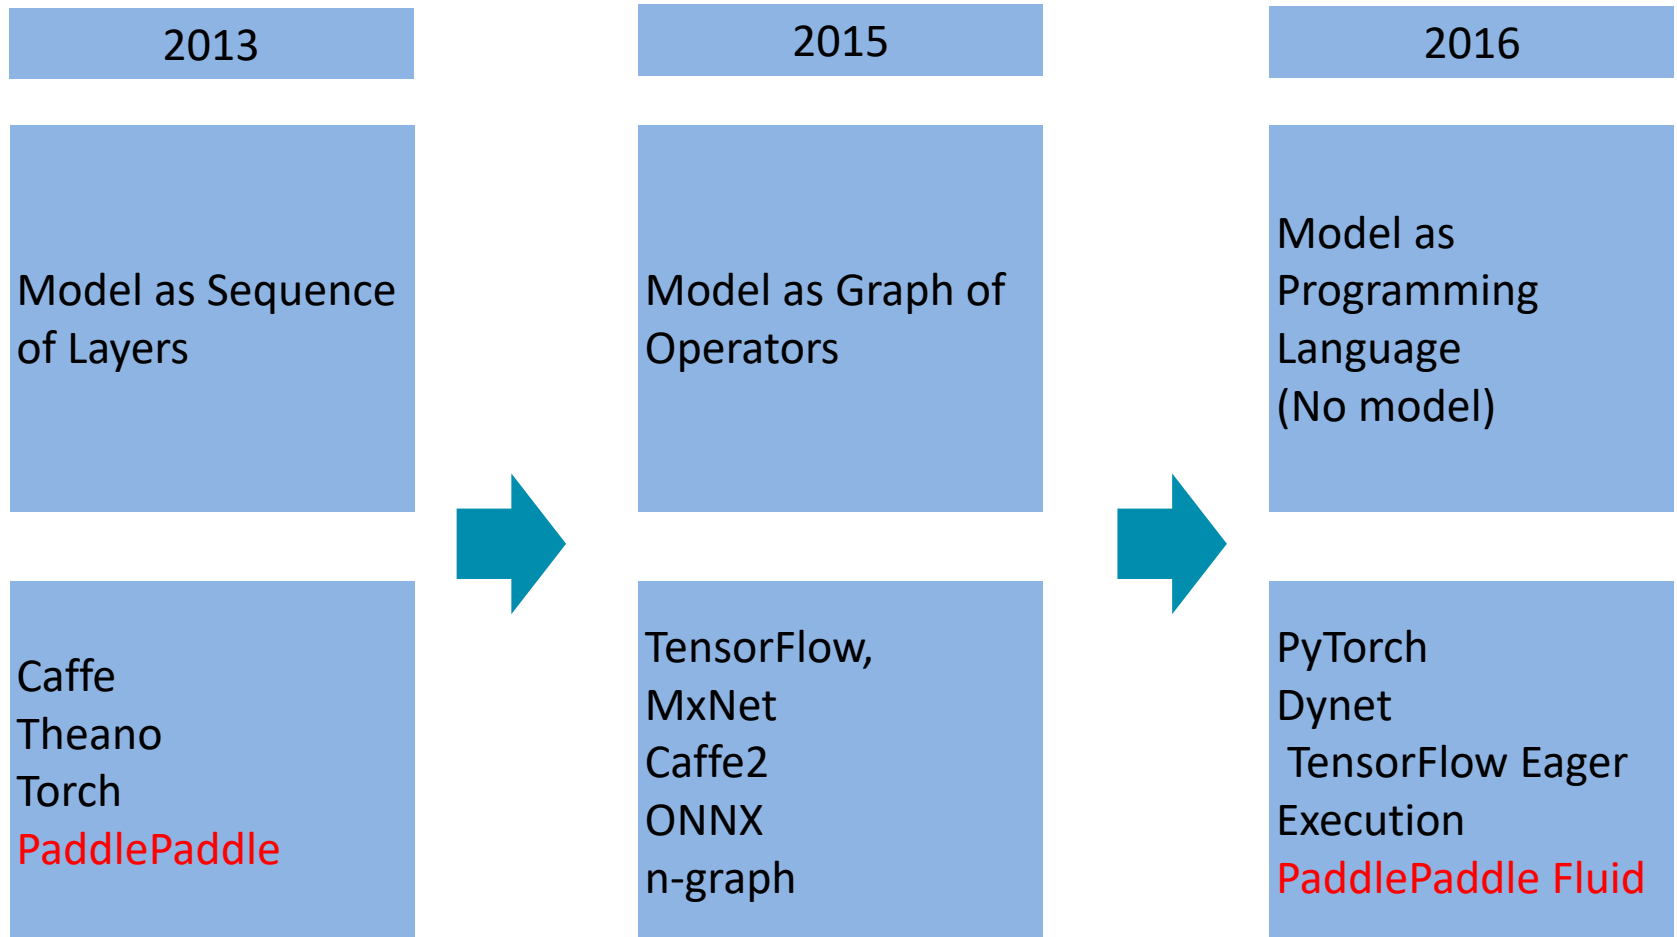 2013
2015
2016
Model as Sequence
of Layers
Model as Graph of
Operators
Model as
Programming
Language
(No model)
Caffe
Theano
Torch
PaddlePaddle
TensorFlow,
MxNet
Caffe2
ONNX
n-graph
PyTorch
Dynet
TensorFlow Eager
Execution
PaddlePaddle Fluid